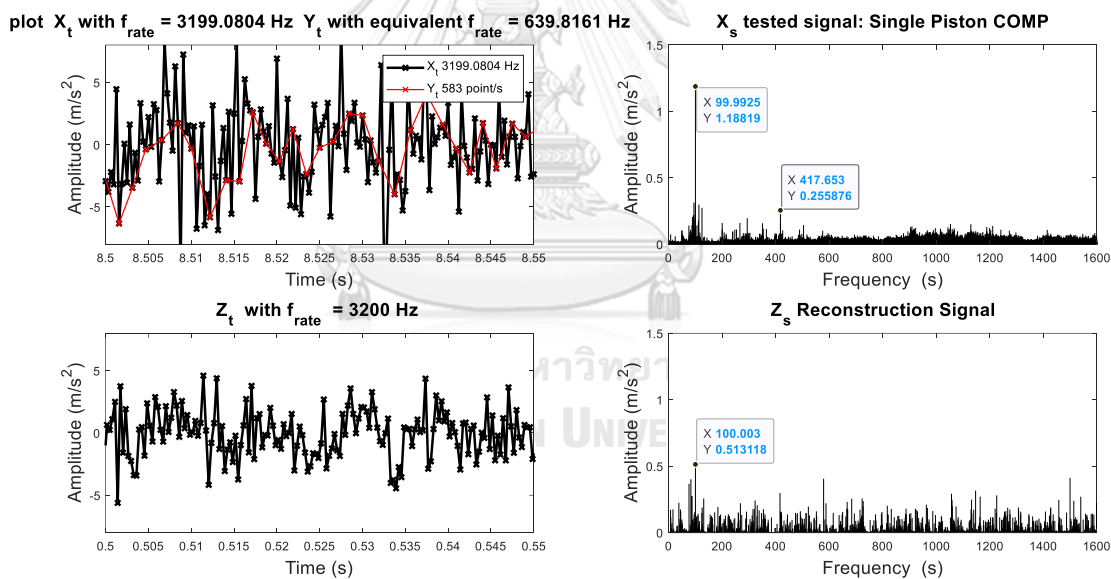 plot X_t with f_rate = 3199.0804 Hz Y_t with equivalent f_rate = 639.8161 Hz
X_t 3199.0804 Hz
Y_t 583 point/s
Amplitude (m/s^2)
5
0
-5
8.5 8.505 8.51 8.515 8.52 8.525 8.53 8.535 8.54 8.545 8.55
Time (s)
X_s tested signal: Single Piston COMP
Amplitude (m/s^2)
1.5
1
0.5
0
X 99.9925
Y 1.18819
X 417.653
Y 0.255876
0 200 400 600 800 1000 1200 1400 1600
Frequency (s)
Z_t with f_rate = 3200 Hz
Amplitude (m/s^2)
5
0
-5
0.5 0.505 0.51 0.515 0.52 0.525 0.53 0.535 0.54 0.545 0.55
Time (s)
Z_s Reconstruction Signal
Amplitude (m/s^2)
1.5
1
0.5
0
X 100.003
Y 0.513118
0 200 400 600 800 1000 1200 1400 1600
Frequency (s)